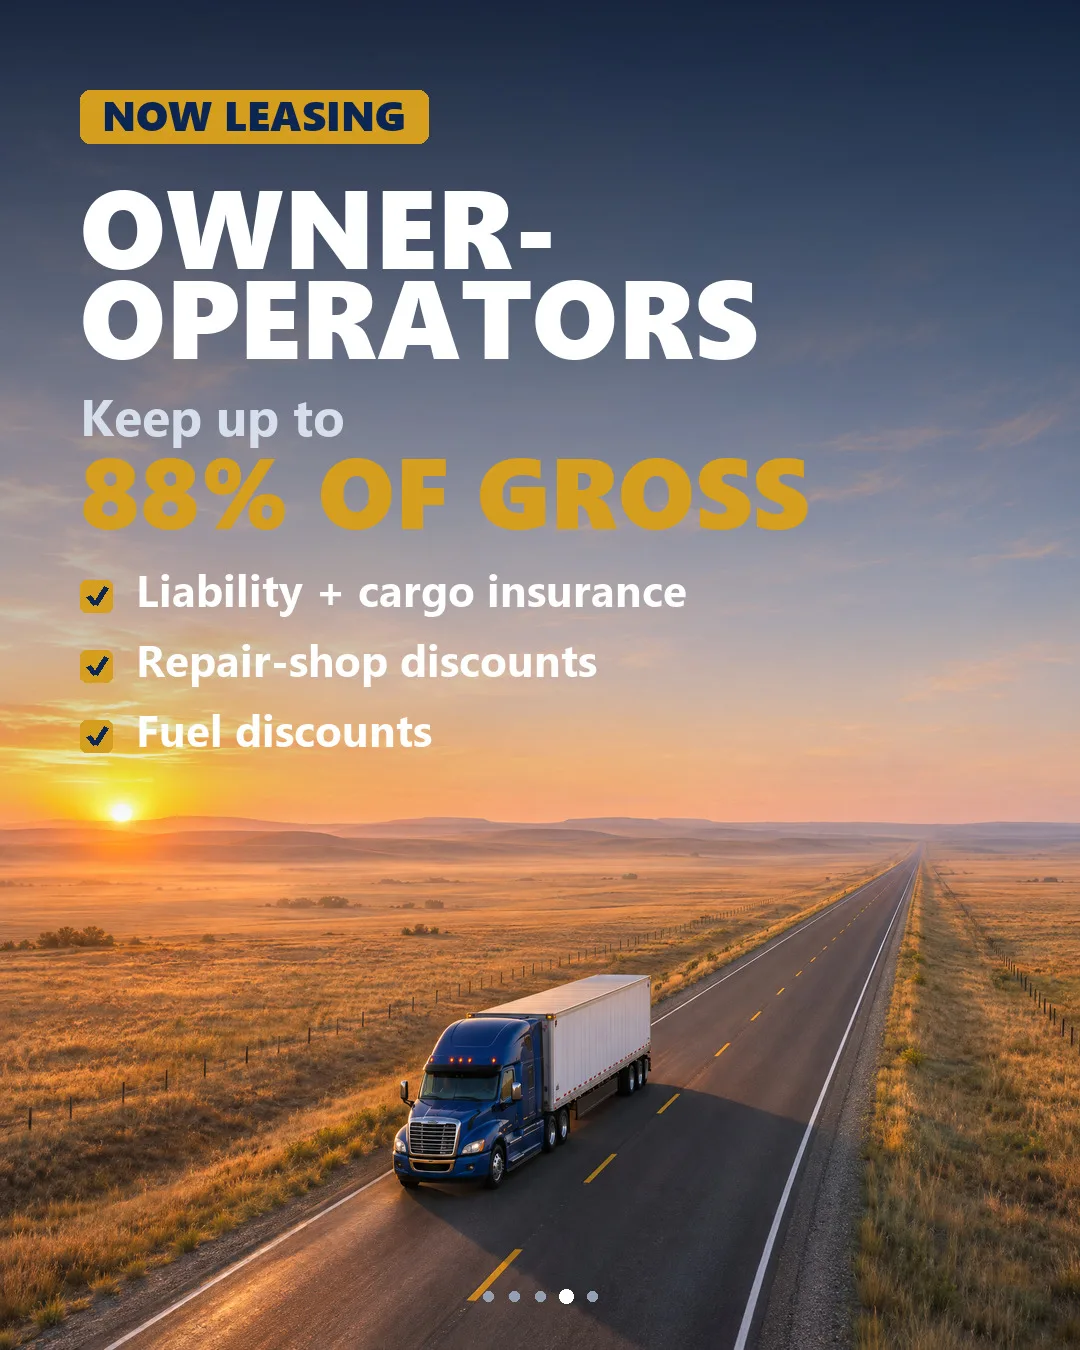 NOW LEASING
OWNER-
OPERATORS
Keep up to
88% OF GROSS
Liability + cargo insurance
Repair-shop discounts
Fuel discounts